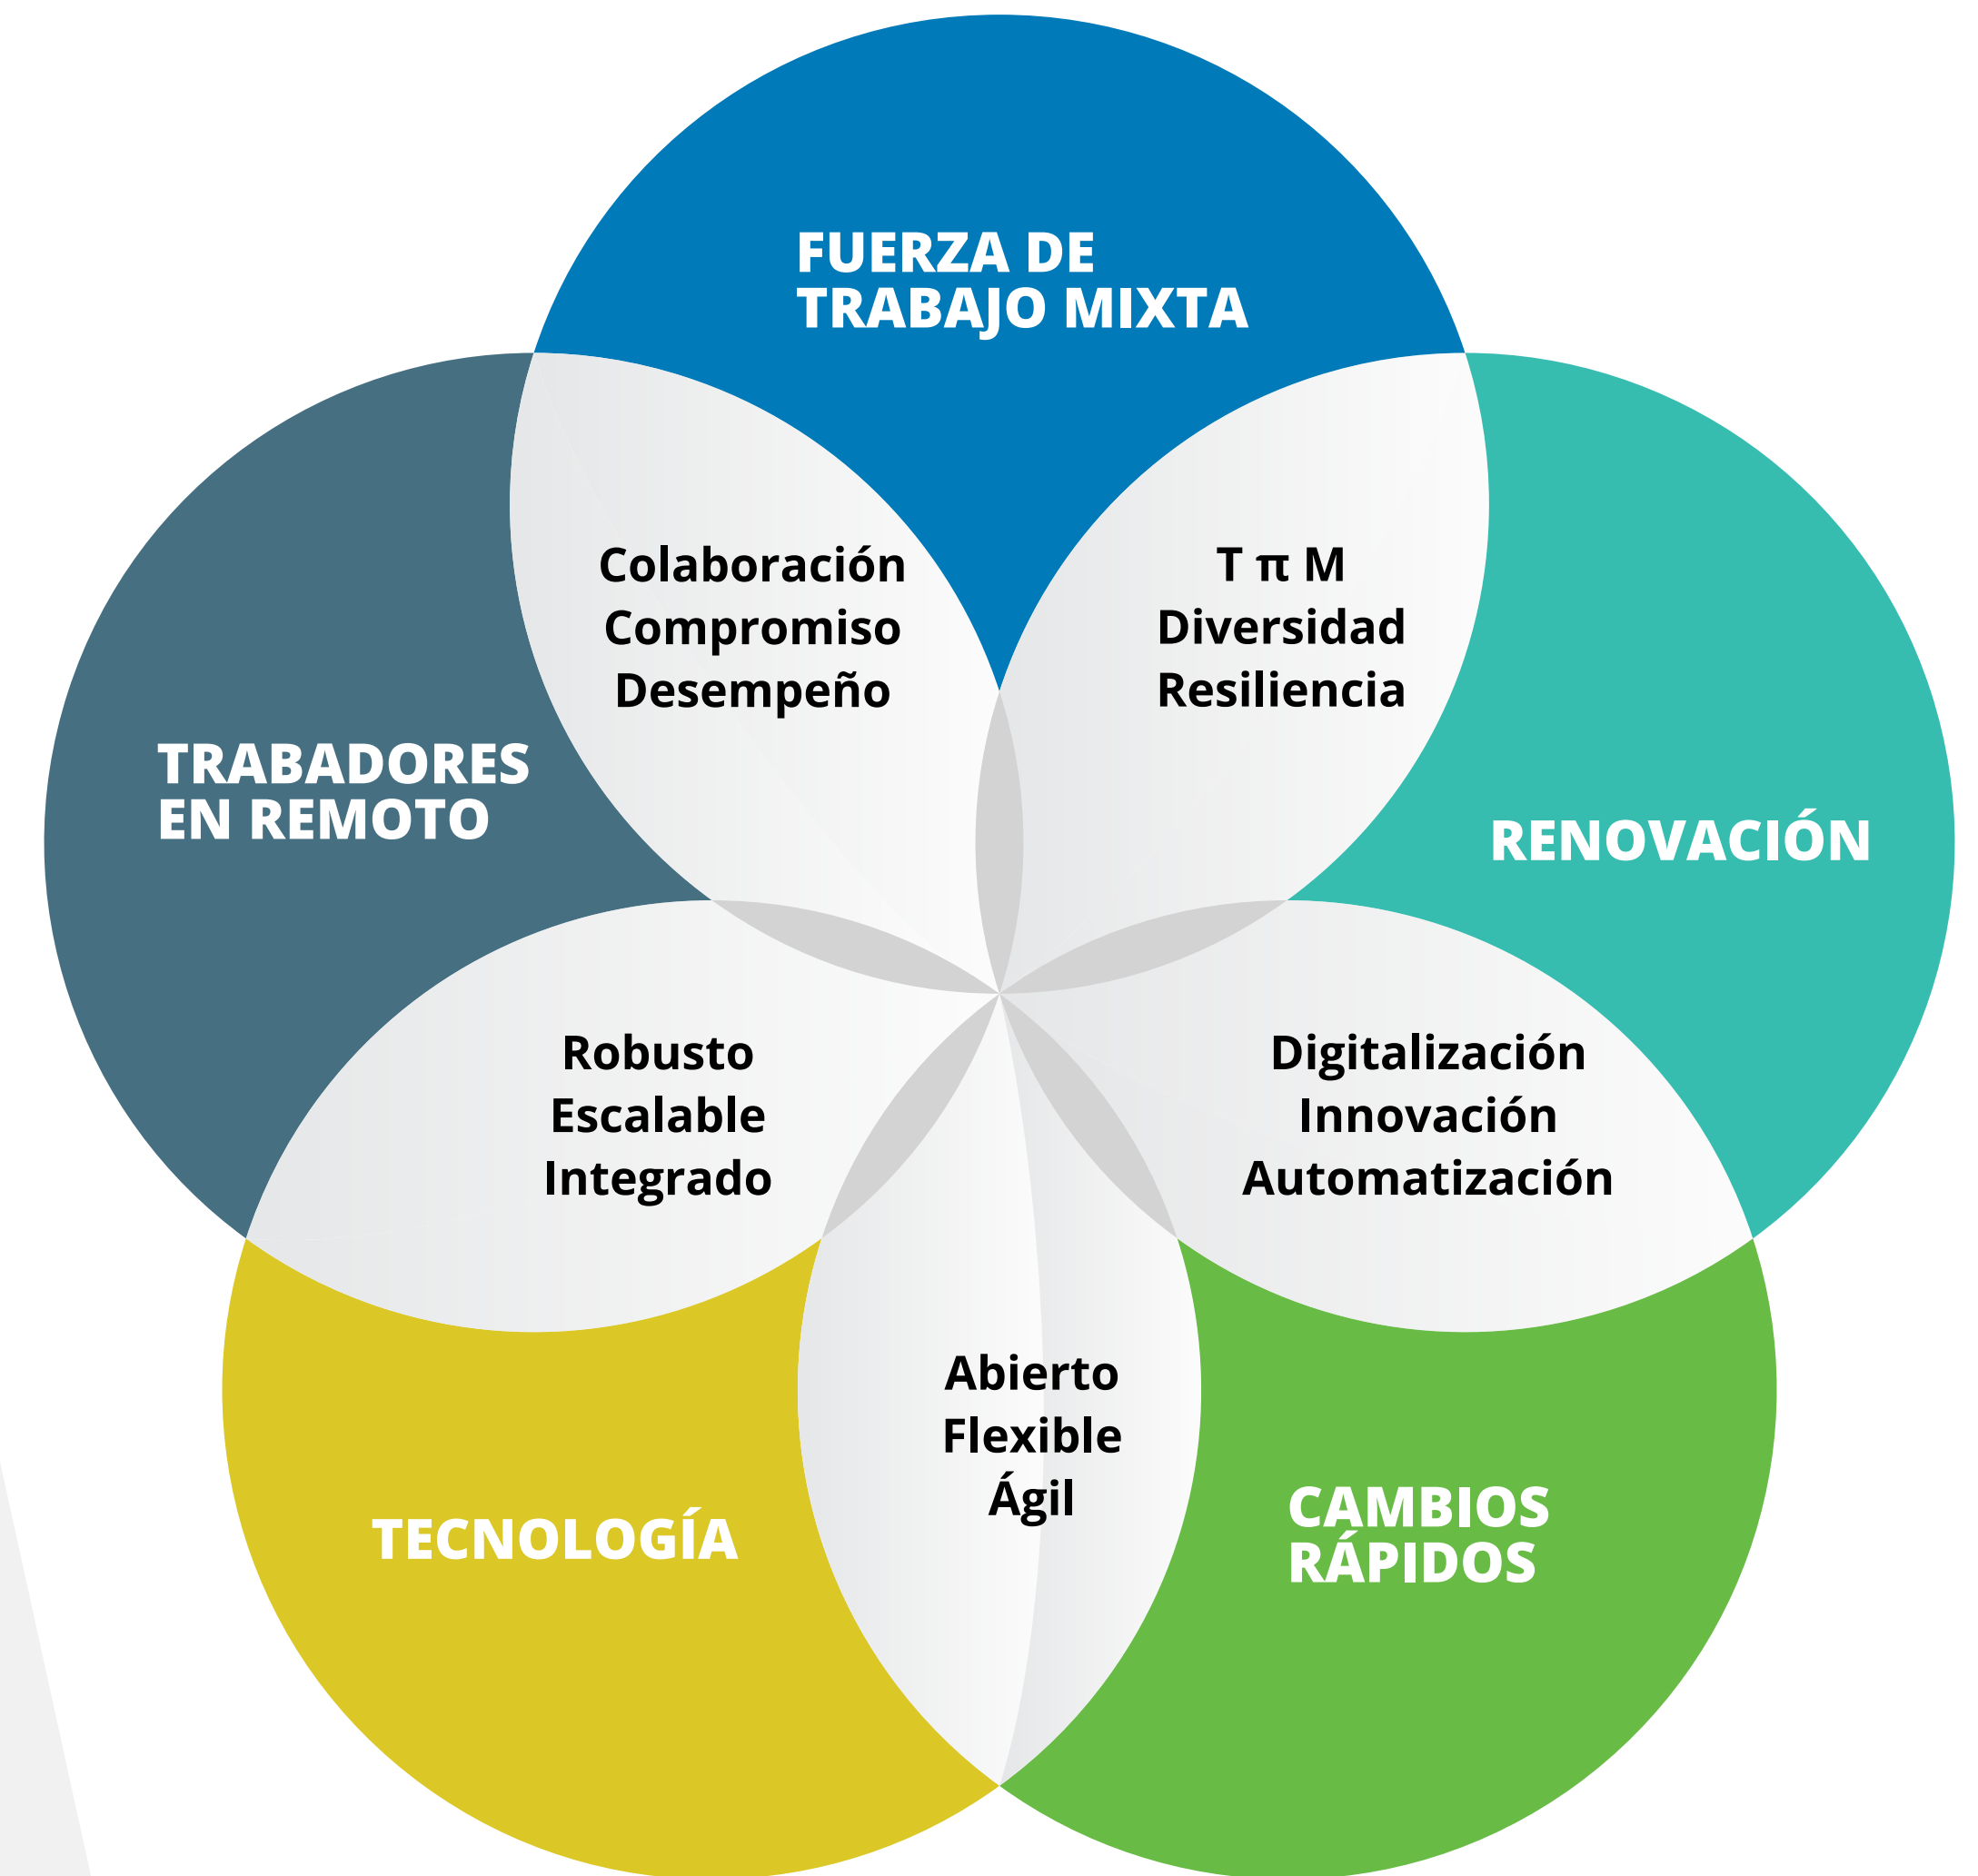 FUERZA DE
TRABAJO MIXTA
Colaboración
Compromiso
Desempeño
T π M
Diversidad
Resiliencia
TRABADORES
EN REMOTO
RENOVACIÓN
Robusto
Escalable
Integrado
Digitalización
Innovación
Automatización
Abierto
Flexible
Ágil
TECNOLOGÍA
CAMBIOS
RÁPIDOS